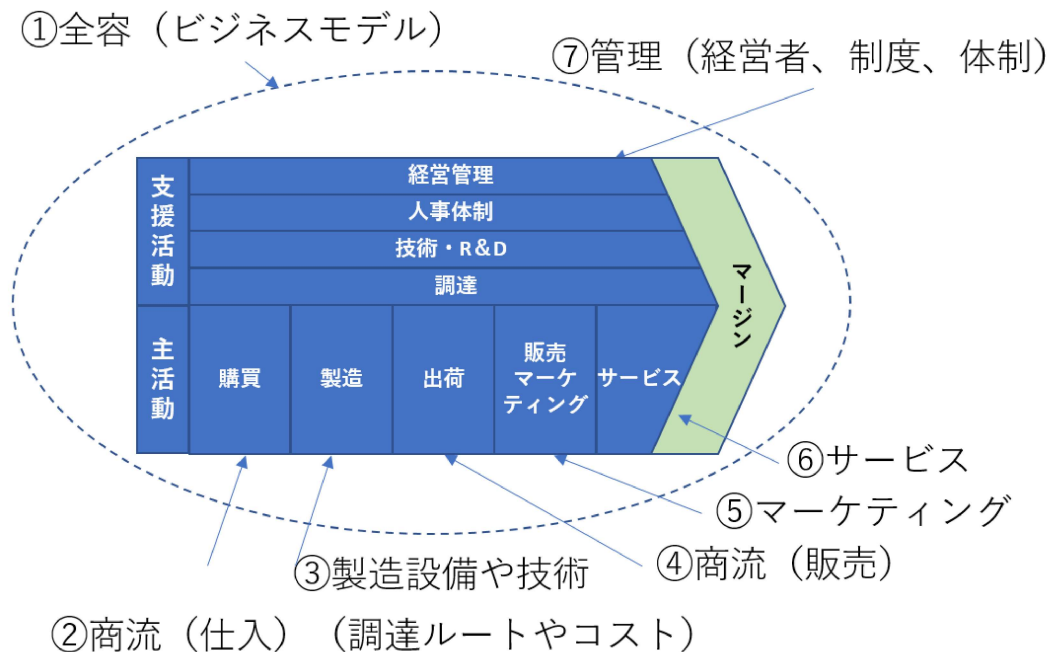 ①全容（ビジネスモデル）
⑦管理（経営者、制度、体制）
支援活動
経営管理
人事体制
技術・R&D
調達
マージン
主活動
購買
製造
出荷
販売
マーケ
ティング
サービス
⑥サービス
⑤マーケティング
④商流（販売）
③製造設備や技術
②商流（仕入）（調達ルートやコスト）